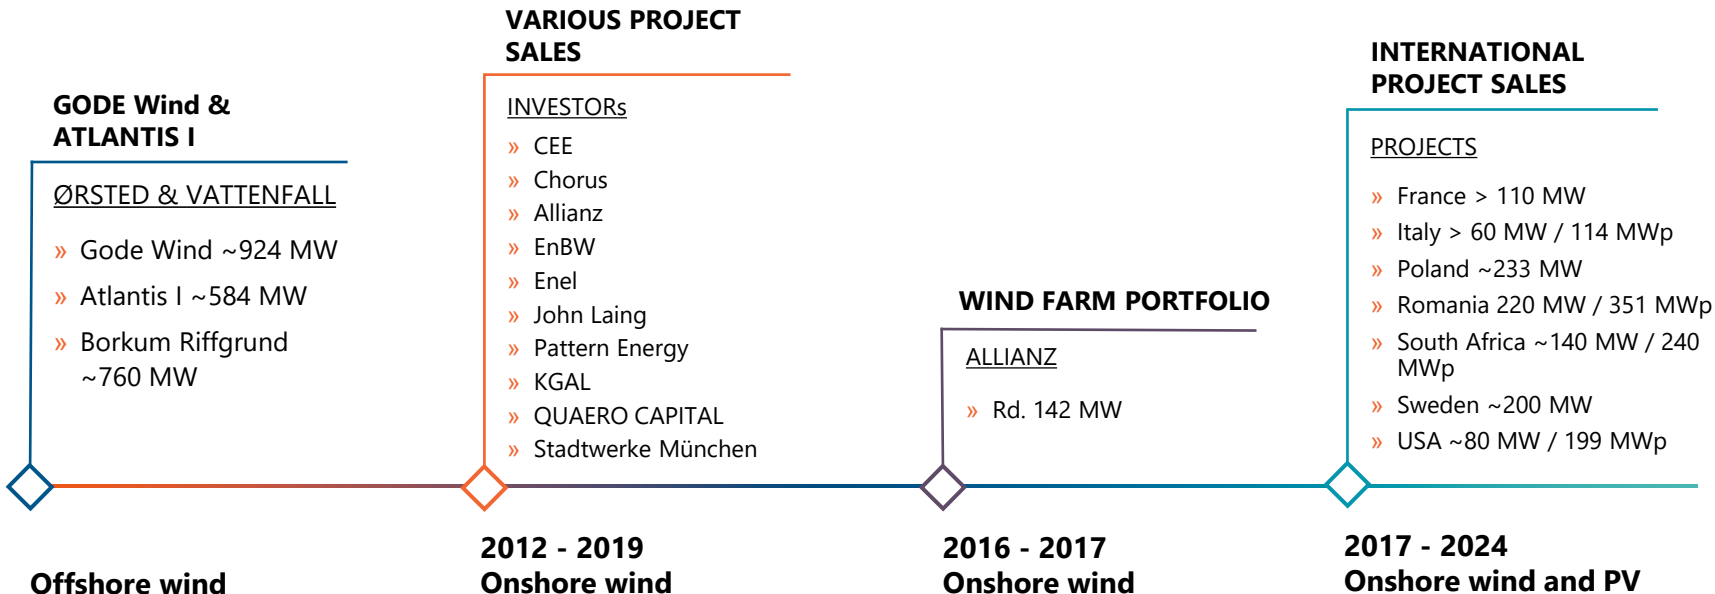 GODE Wind &
ATLANTIS I
ØRSTED & VATTENFALL
» Gode Wind ~924 MW
» Atlantis I ~584 MW
» Borkum Riffgrund
~760 MW
Offshore wind
VARIOUS PROJECT
SALES
INVESTORs
» CEE
» Chorus
» Allianz
» EnBW
» Enel
» John Laing
» Pattern Energy
» KGAL
» QUAERO CAPITAL
» Stadtwerke München
2012 - 2019
Onshore wind
WIND FARM PORTFOLIO
ALLIANZ
» Rd. 142 MW
2016 - 2017
Onshore wind
INTERNATIONAL
PROJECT SALES
PROJECTS
» France > 110 MW
» Italy > 60 MW / 114 MWp
» Poland ~233 MW
» Romania 220 MW / 351 MWp
» South Africa ~140 MW / 240
MWp
» Sweden ~200 MW
» USA ~80 MW / 199 MWp
2017 - 2024
Onshore wind and PV